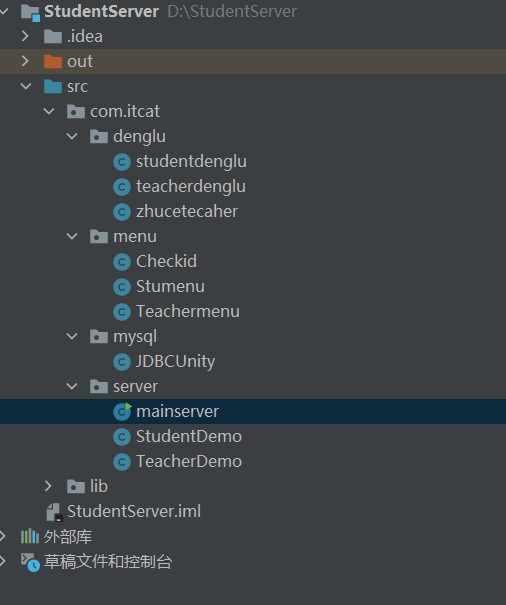 StudentServer D:\StudentServer
.idea
out
src
com.itcat
denglu
studentdenglu
teacherdenglu
zhucetecaher
menu
Checkid
Stumenu
Teachermenu
mysql
JDBCUnity
server
mainserver
StudentDemo
TeacherDemo
lib
StudentServer.iml
外部库
草稿文件和控制台